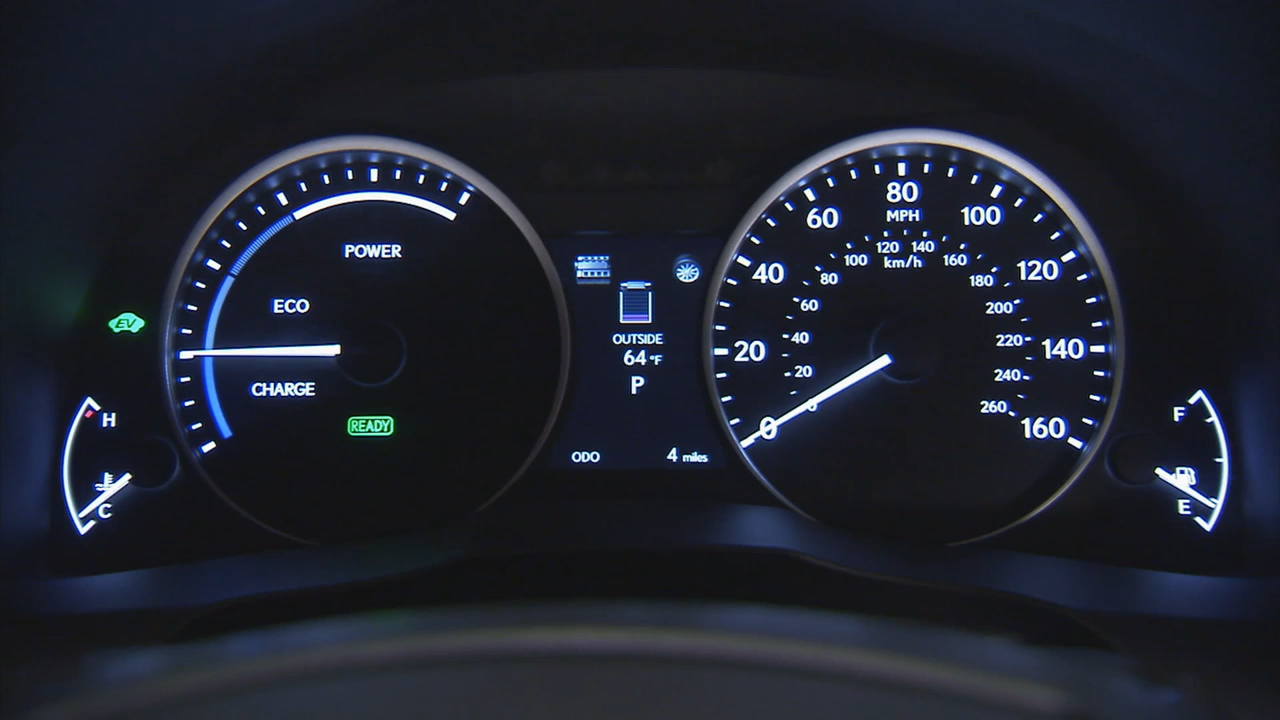 POWER
ECO
CHARGE
READY
EV
H
C
OUTSIDE
64 °F
P
ODO 4 miles
0
20
40
60
80
100
120
140
160
MPH
km/h
20
40
60
80
100
120
140
160
180
200
220
240
260
F
E